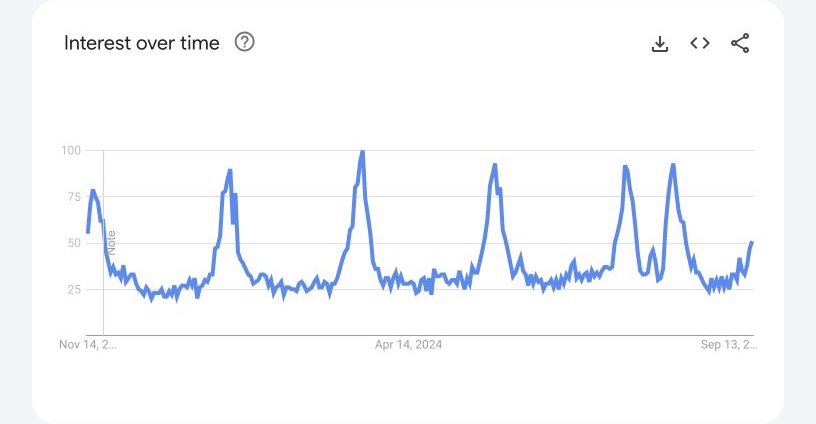 Interest over time
100
75
50
25
Note
Nov 14, 2...
Apr 14, 2024
Sep 13, 2...